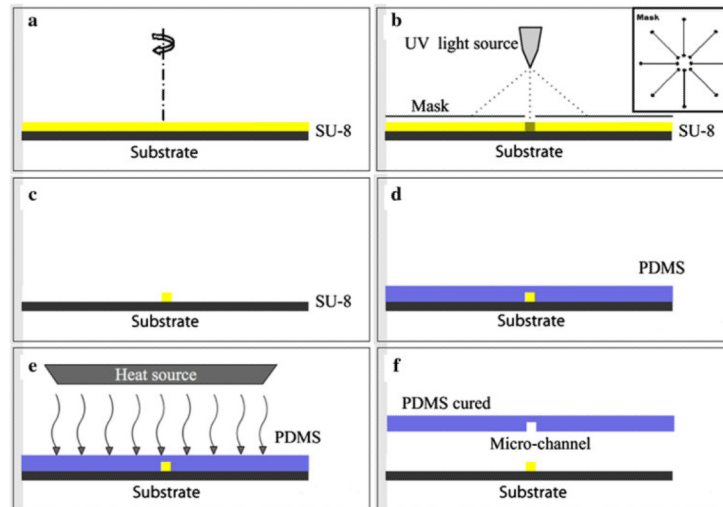 a
SU-8
Substrate
b
UV light source
Mask
Mask
SU-8
Substrate
c
SU-8
Substrate
d
PDMS
Substrate
e
Heat source
PDMS
Substrate
f
PDMS cured
Micro-channel
Substrate